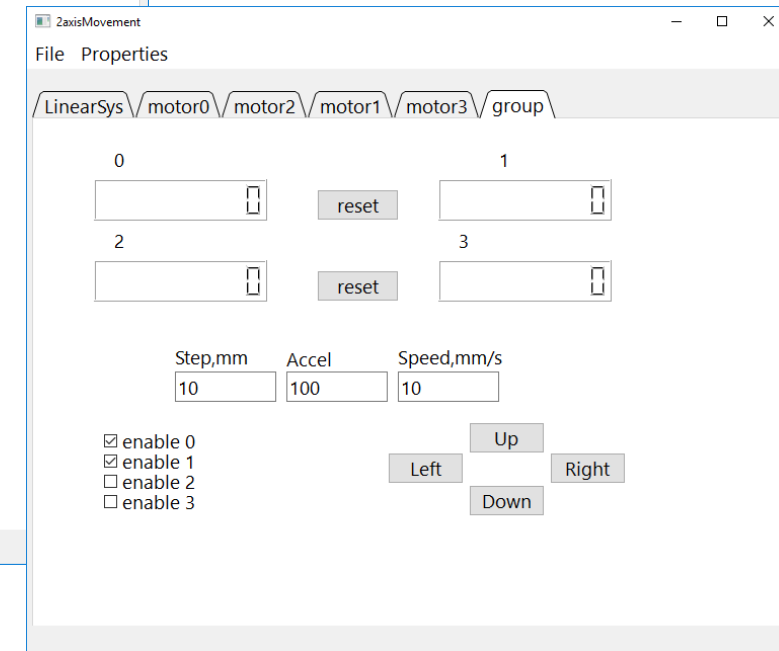 2axisMovement
File Properties
LinearSys motor0 motor2 motor1 motor3 group
0 1
0 reset 0
2 3
0 reset 0
Step,mm Accel Speed,mm/s
10 100 10
enable 0
enable 1
enable 2
enable 3
Up
Left Right
Down